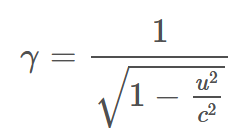 γ = 1 / √(1 − u²/c²)